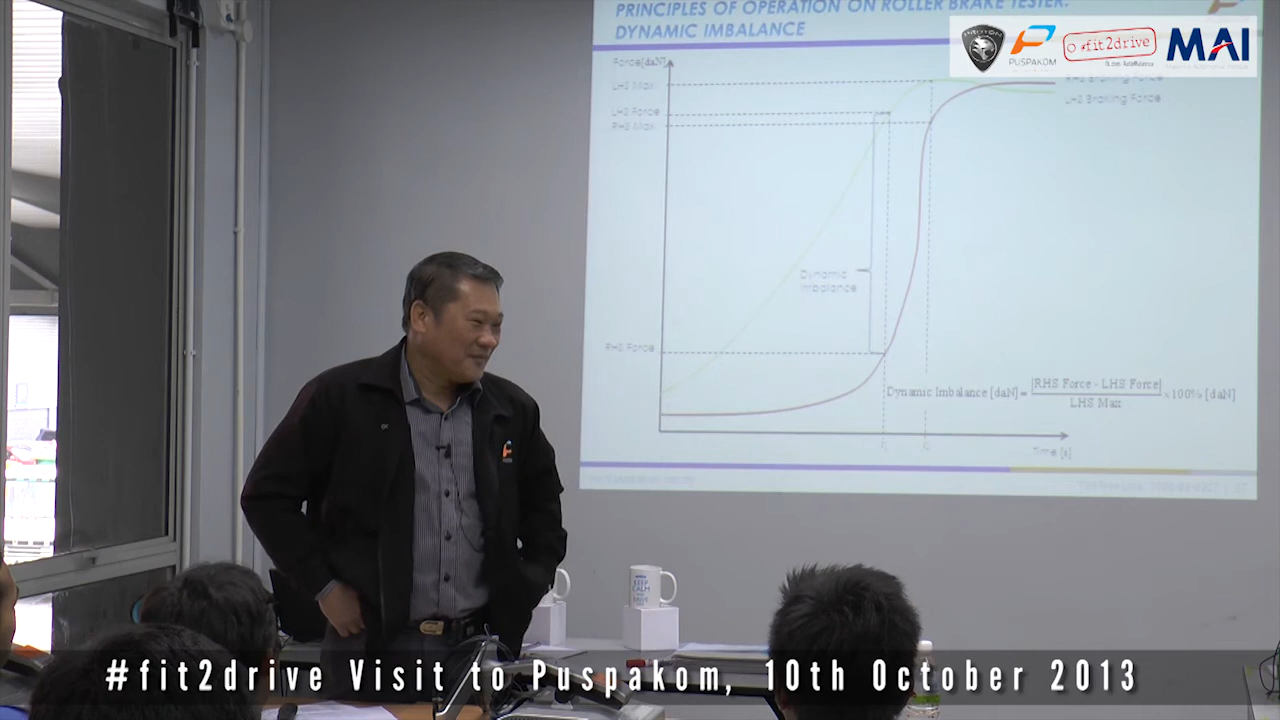 PRINCIPLES OF OPERATION ON ROLLER BRAKE TESTER:
DYNAMIC IMBALANCE
PROTON
PUSPAKOM
#fit2drive
MAI
Force[daN]
LHS Max
LHS Force
RHS Max
RHS Braking Force
LHS Braking Force
Dynamic
Imbalance
RHS Force
Dynamic Imbalance [daN] = |RHS Force - LHS Force| / LHS Max ×100% [daN]
Time [s]
KEEP
CALM
DRIVE
#fit2drive Visit to Puspakom, 10th October 2013